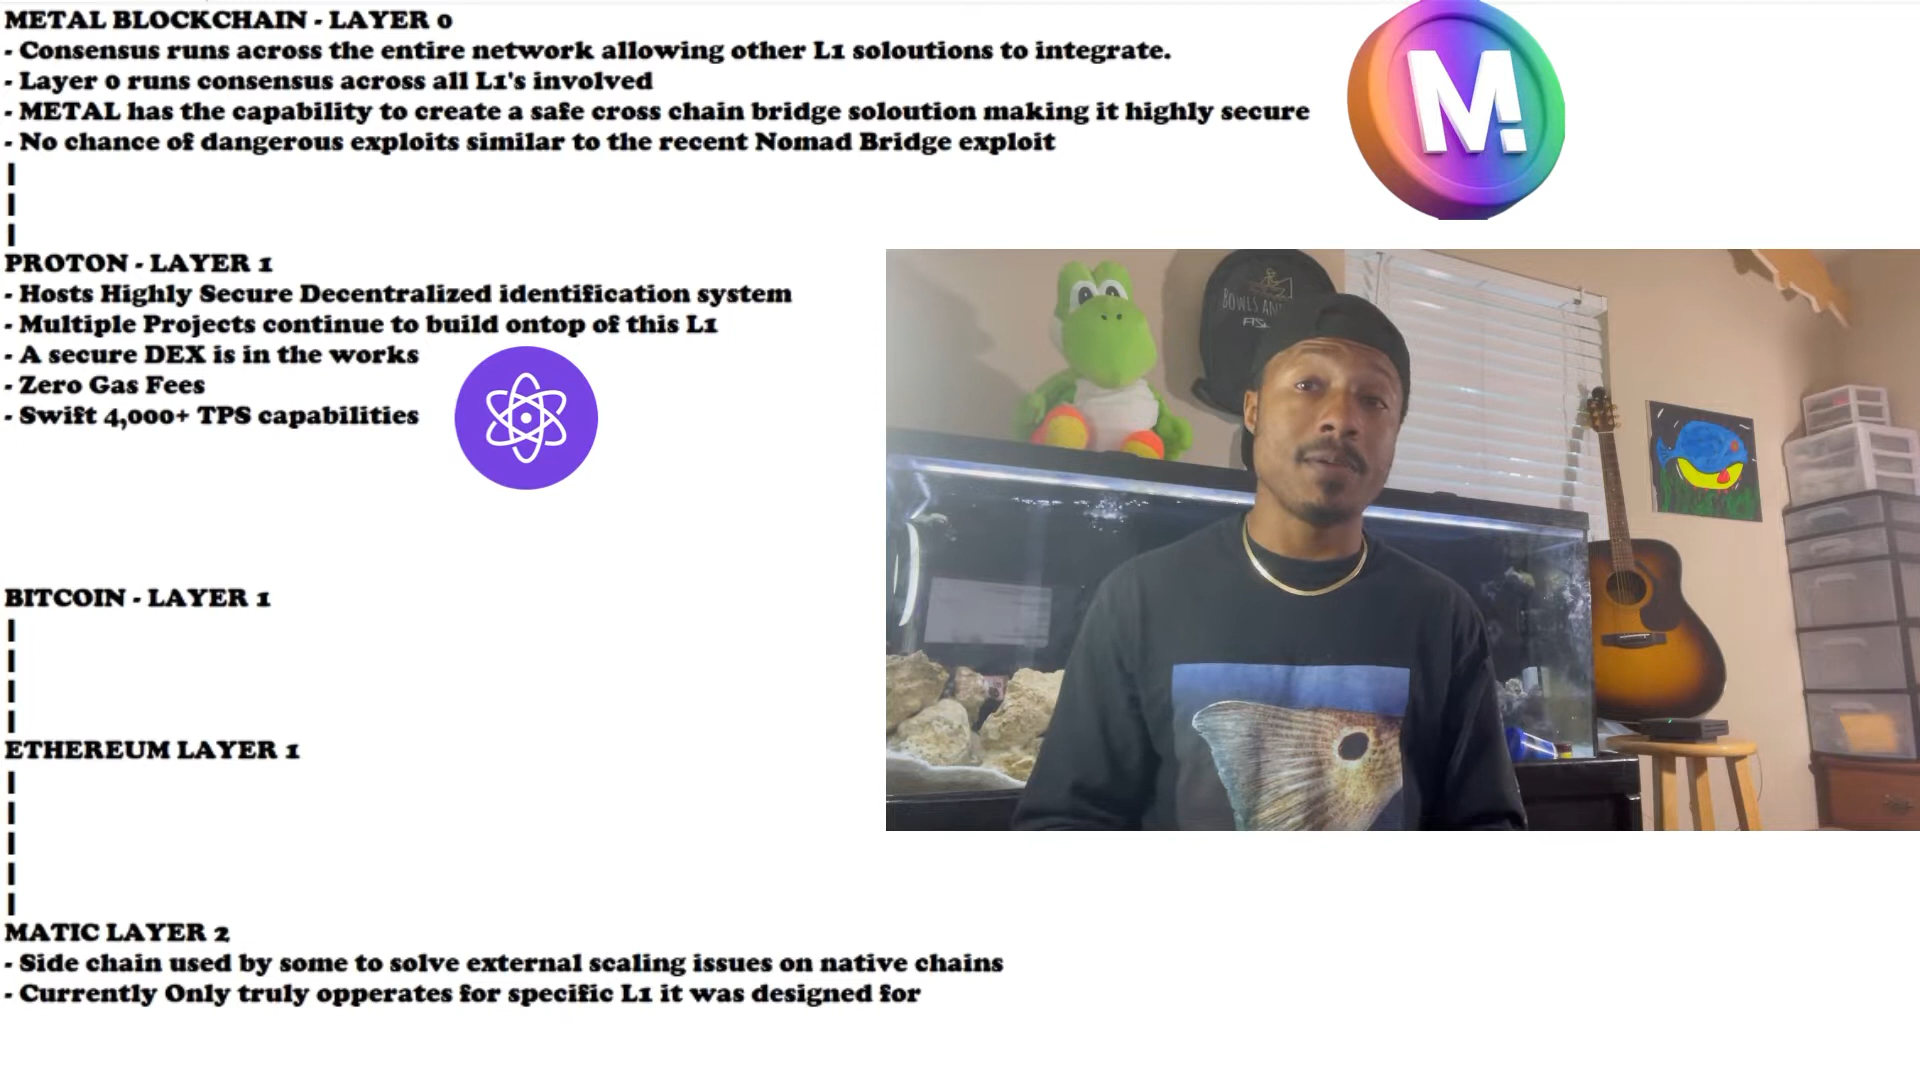 METAL BLOCKCHAIN - LAYER 0
- Consensus runs across the entire network allowing other L1 soloutions to integrate.
- Layer 0 runs consensus across all L1's involved
- METAL has the capability to create a safe cross chain bridge soloution making it highly secure
- No chance of dangerous exploits similar to the recent Nomad Bridge exploit
|
|
|
M
PROTON - LAYER 1
- Hosts Highly Secure Decentralized identification system
- Multiple Projects continue to build ontop of this L1
- A secure DEX is in the works
- Zero Gas Fees
- Swift 4,000+ TPS capabilities
BOWLS AN
BITCOIN - LAYER 1
|
|
|
|
ETHEREUM LAYER 1
|
|
|
|
|
MATIC LAYER 2
- Side chain used by some to solve external scaling issues on native chains
- Currently Only truly opperates for specific L1 it was designed for